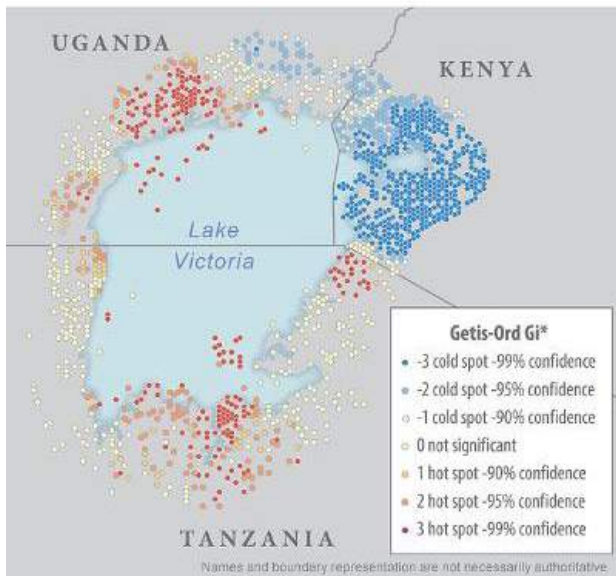 UGANDA
KENYA
Lake
Victoria
Getis-Ord Gi*
-3 cold spot -99% confidence
-2 cold spot -95% confidence
-1 cold spot -90% confidence
0 not significant
1 hot spot -90% confidence
2 hot spot -95% confidence
3 hot spot -99% confidence
TANZANIA
Names and boundary representation are not necessarily authoritative.